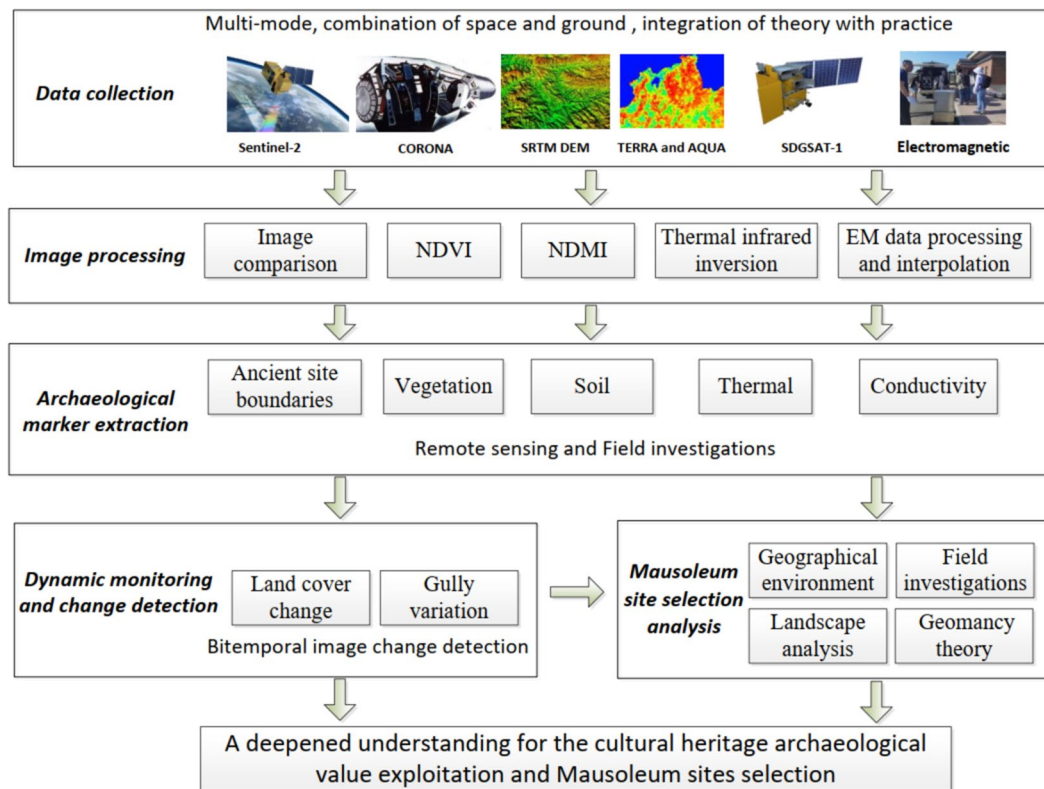 Multi-mode, combination of space and ground , integration of theory with practice
Data collection
Sentinel-2
CORONA
SRTM DEM
TERRA and AQUA
SDGSAT-1
Electromagnetic
Image processing
Image
comparison
NDVI
NDMI
Thermal infrared
inversion
EM data processing
and interpolation
Archaeological
marker extraction
Ancient site
boundaries
Vegetation
Soil
Thermal
Conductivity
Remote sensing and Field investigations
Dynamic monitoring
and change detection
Land cover
change
Gully
variation
Bitemporal image change detection
Mausoleum
site selection
analysis
Geographical
environment
Field
investigations
Landscape
analysis
Geomancy
theory
A deepened understanding for the cultural heritage archaeological
value exploitation and Mausoleum sites selection